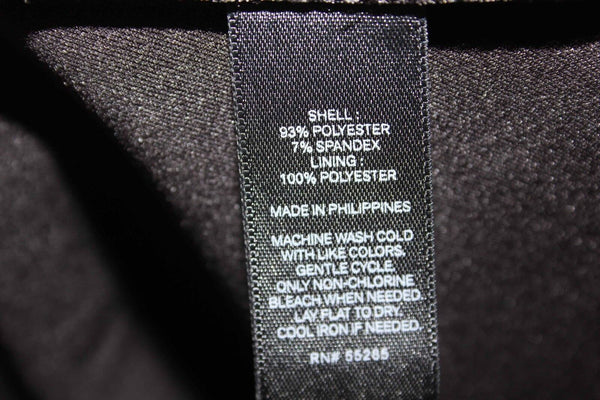 SHELL :
93% POLYESTER
7% SPANDEX
LINING :
100% POLYESTER
MADE IN PHILIPPINES
MACHINE WASH COLD
WITH LIKE COLORS.
GENTLE CYCLE.
ONLY NON-CHLORINE
BLEACH WHEN NEEDED.
LAY FLAT TO DRY.
COOL IRON IF NEEDED.
RN# 55285